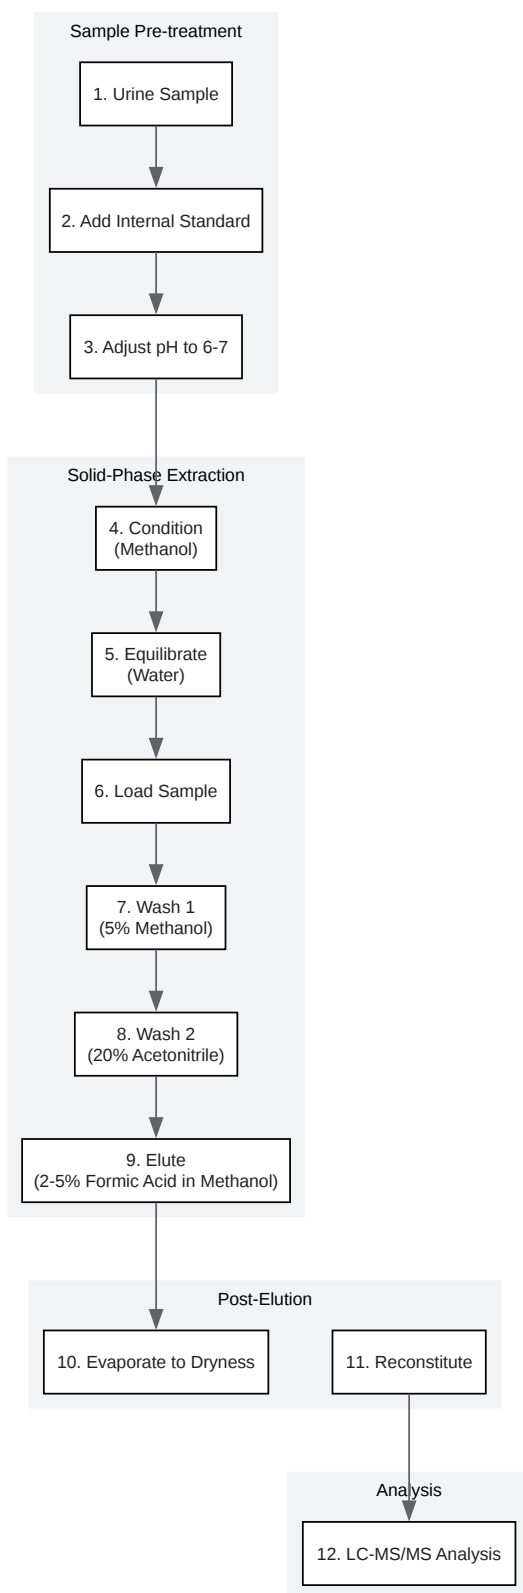 Sample Pre-treatment
1. Urine Sample
2. Add Internal Standard
3. Adjust pH to 6-7
Solid-Phase Extraction
4. Condition
(Methanol)
5. Equilibrate
(Water)
6. Load Sample
7. Wash 1
(5% Methanol)
8. Wash 2
(20% Acetonitrile)
9. Elute
(2-5% Formic Acid in Methanol)
Post-Elution
10. Evaporate to Dryness
11. Reconstitute
Analysis
12. LC-MS/MS Analysis